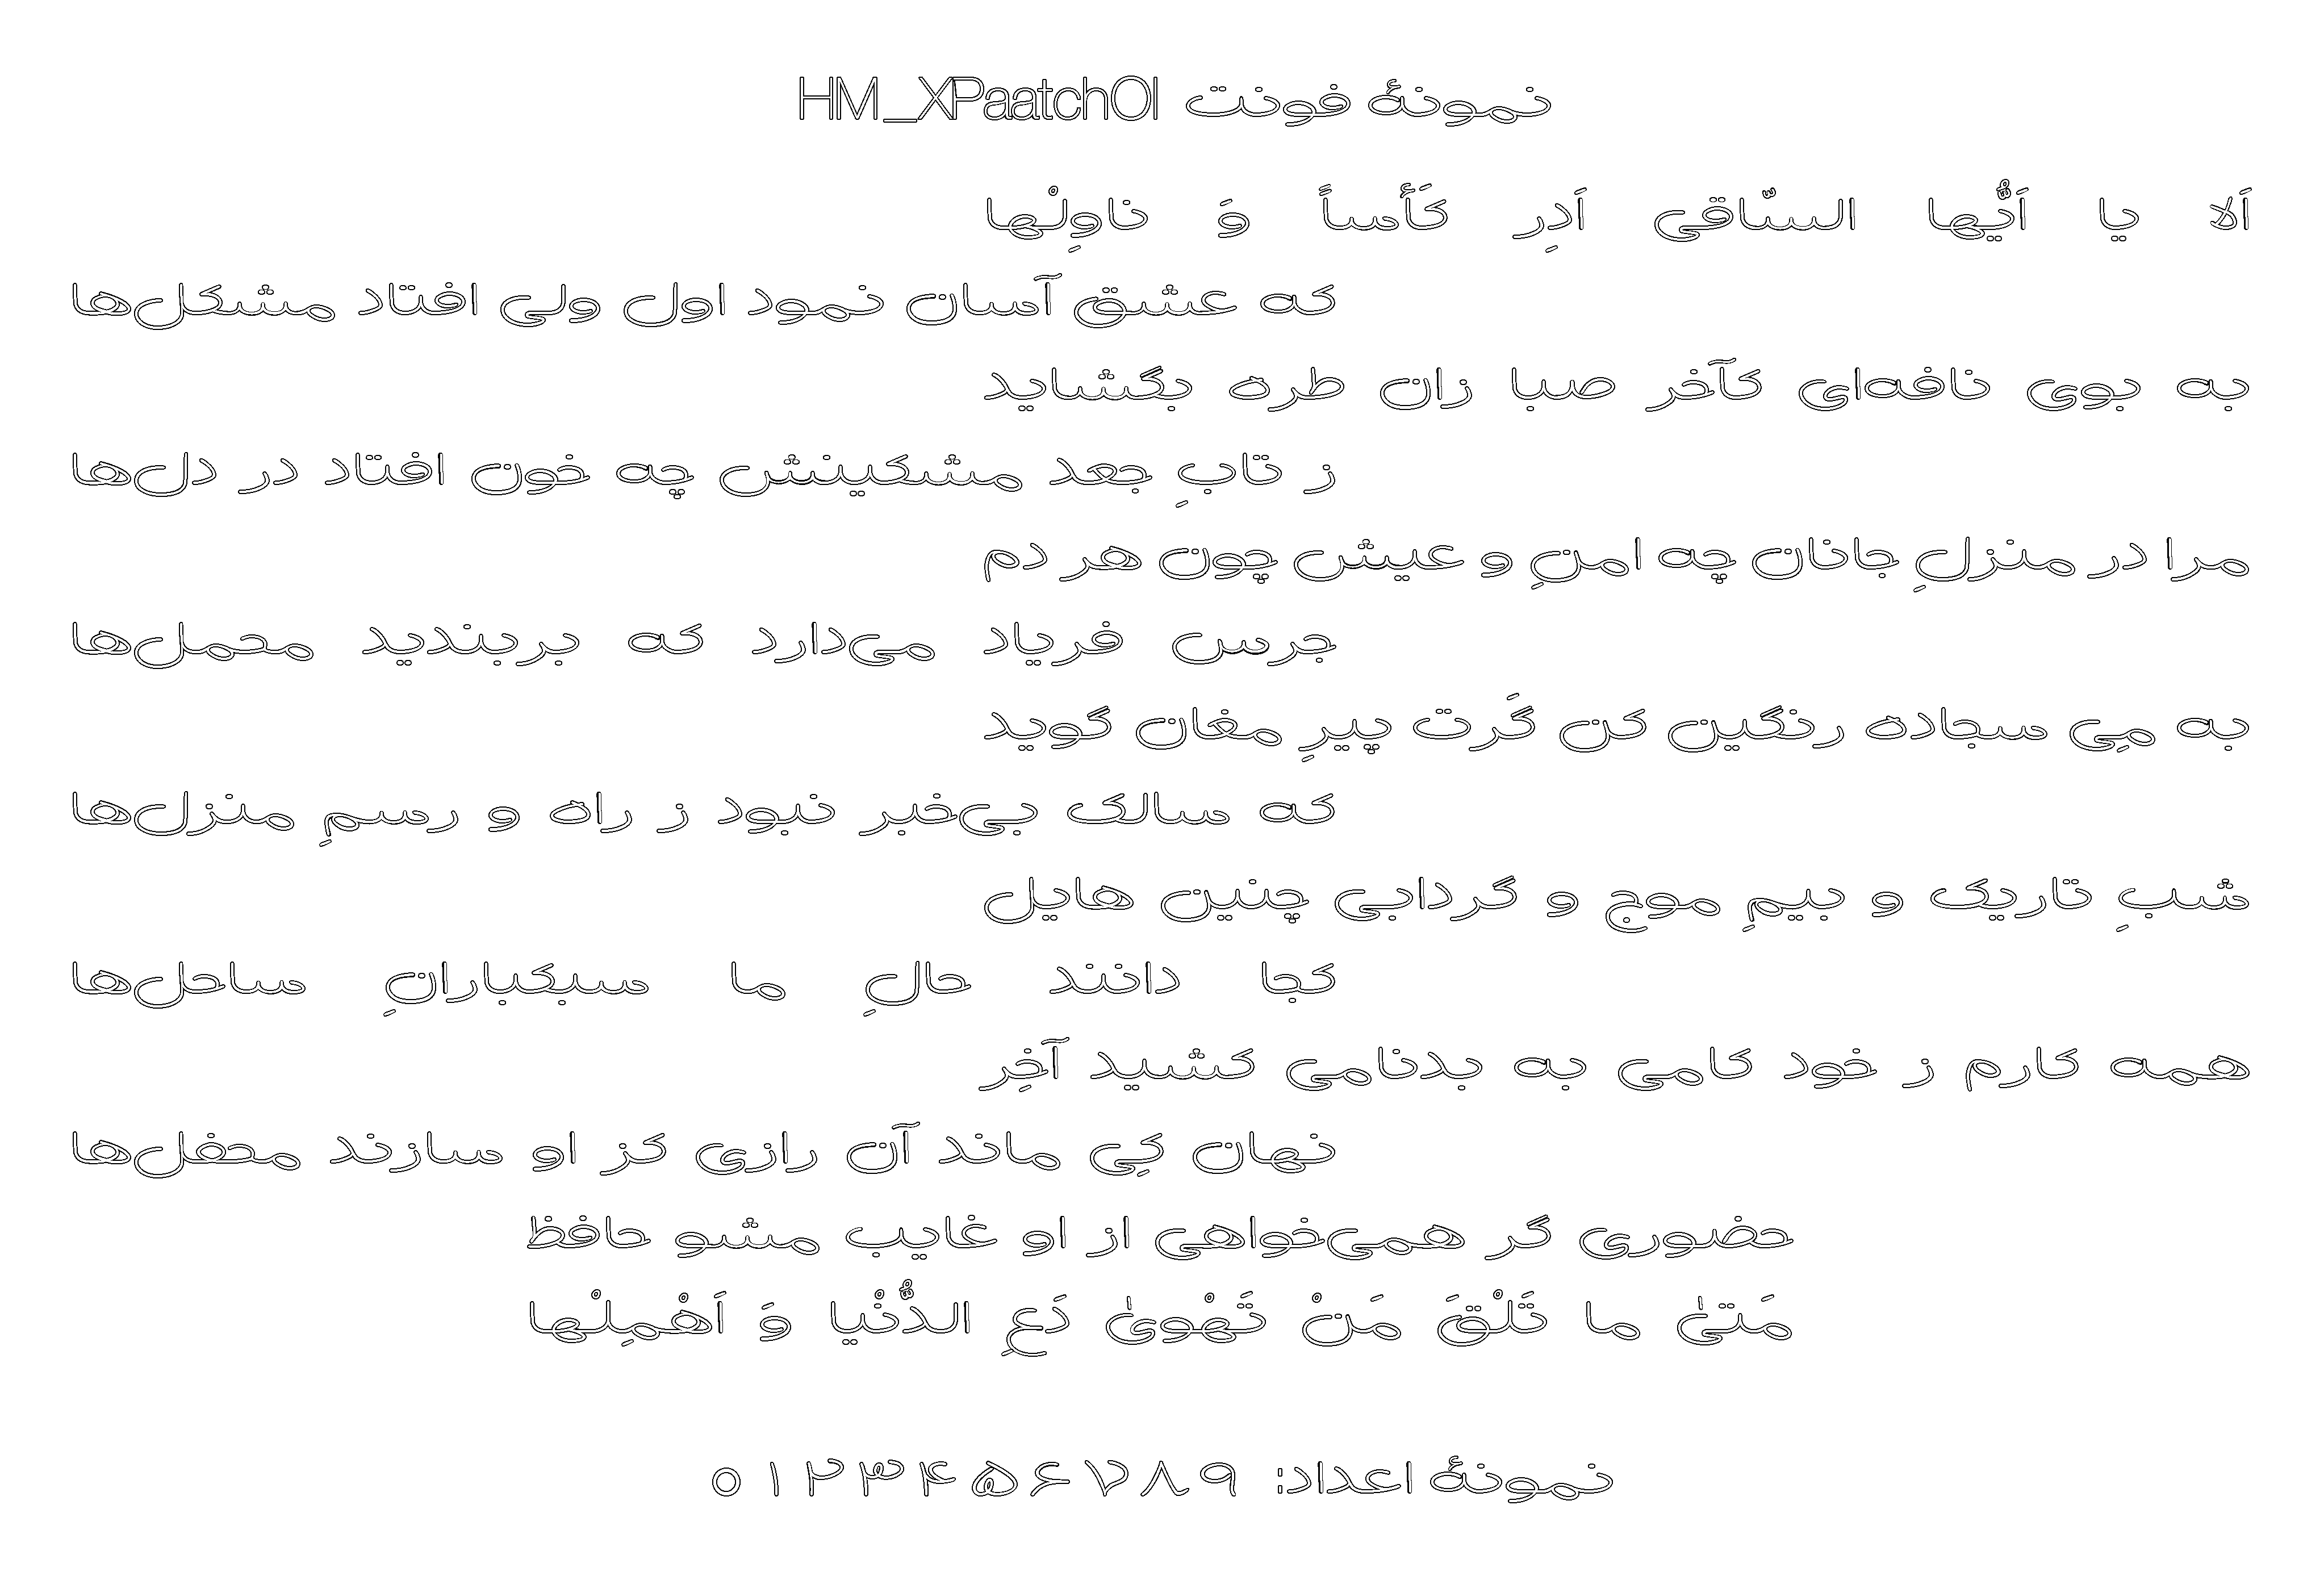 نمونهٔ فونت HM_XPaatchOl
اَلا یا اَیُّها السّاقی اَدِر کَأساً وَ ناوِلْها
که عشق آسان نمود اول ولی افتاد مشکل‌ها
به بوی نافه‌ای کآخر صبا زان طره بگشاید
ز تابِ جعد مشکینش چه خون افتاد در دل‌ها
مرا در منزلِ جانان چه امنِ و عیش چون هر دم
جرس فریاد می‌دارد که بربندید محمل‌ها
به مِی سجاده رنگین کن گَرت پیرِ مغان گوید
که سالک بی‌خبر نبود ز راه و رسمِ منزل‌ها
شبِ تاریک و بیمِ موج و گردابی چنین هایل
کجا دانند حالِ ما سبکبارانِ ساحل‌ها
همه کارم ز خود کامی به بدنامی کشید آخِر
نهان کِی ماند آن رازی کز او سازند محفل‌ها
حضوری گر همی‌خواهی از او غایب مشو حافظ
مَتیٰ ما تَلْقَ مَنْ تَهْویٰ دَعِ الدُّنْیا وَ اَهْمِلْها
نمونهٔ اعداد: ۰ ۱ ۲ ۳ ۴ ۵ ۶ ۷ ۸ ۹